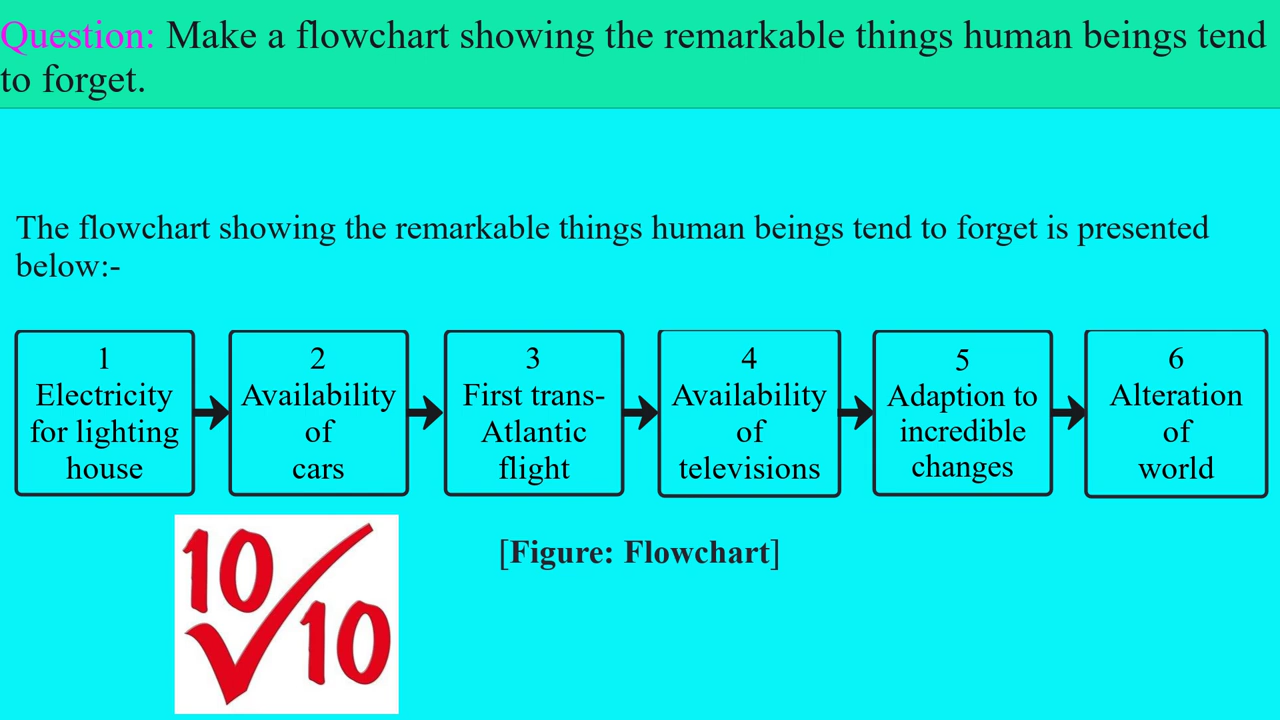 Question: Make a flowchart showing the remarkable things human beings tend
to forget.
The flowchart showing the remarkable things human beings tend to forget is presented
below:-
1
Electricity
for lighting
house
2
Availability
of
cars
3
First trans-
Atlantic
flight
4
Availability
of
televisions
5
Adaption to
incredible
changes
6
Alteration
of
world
[Figure: Flowchart]
10
10